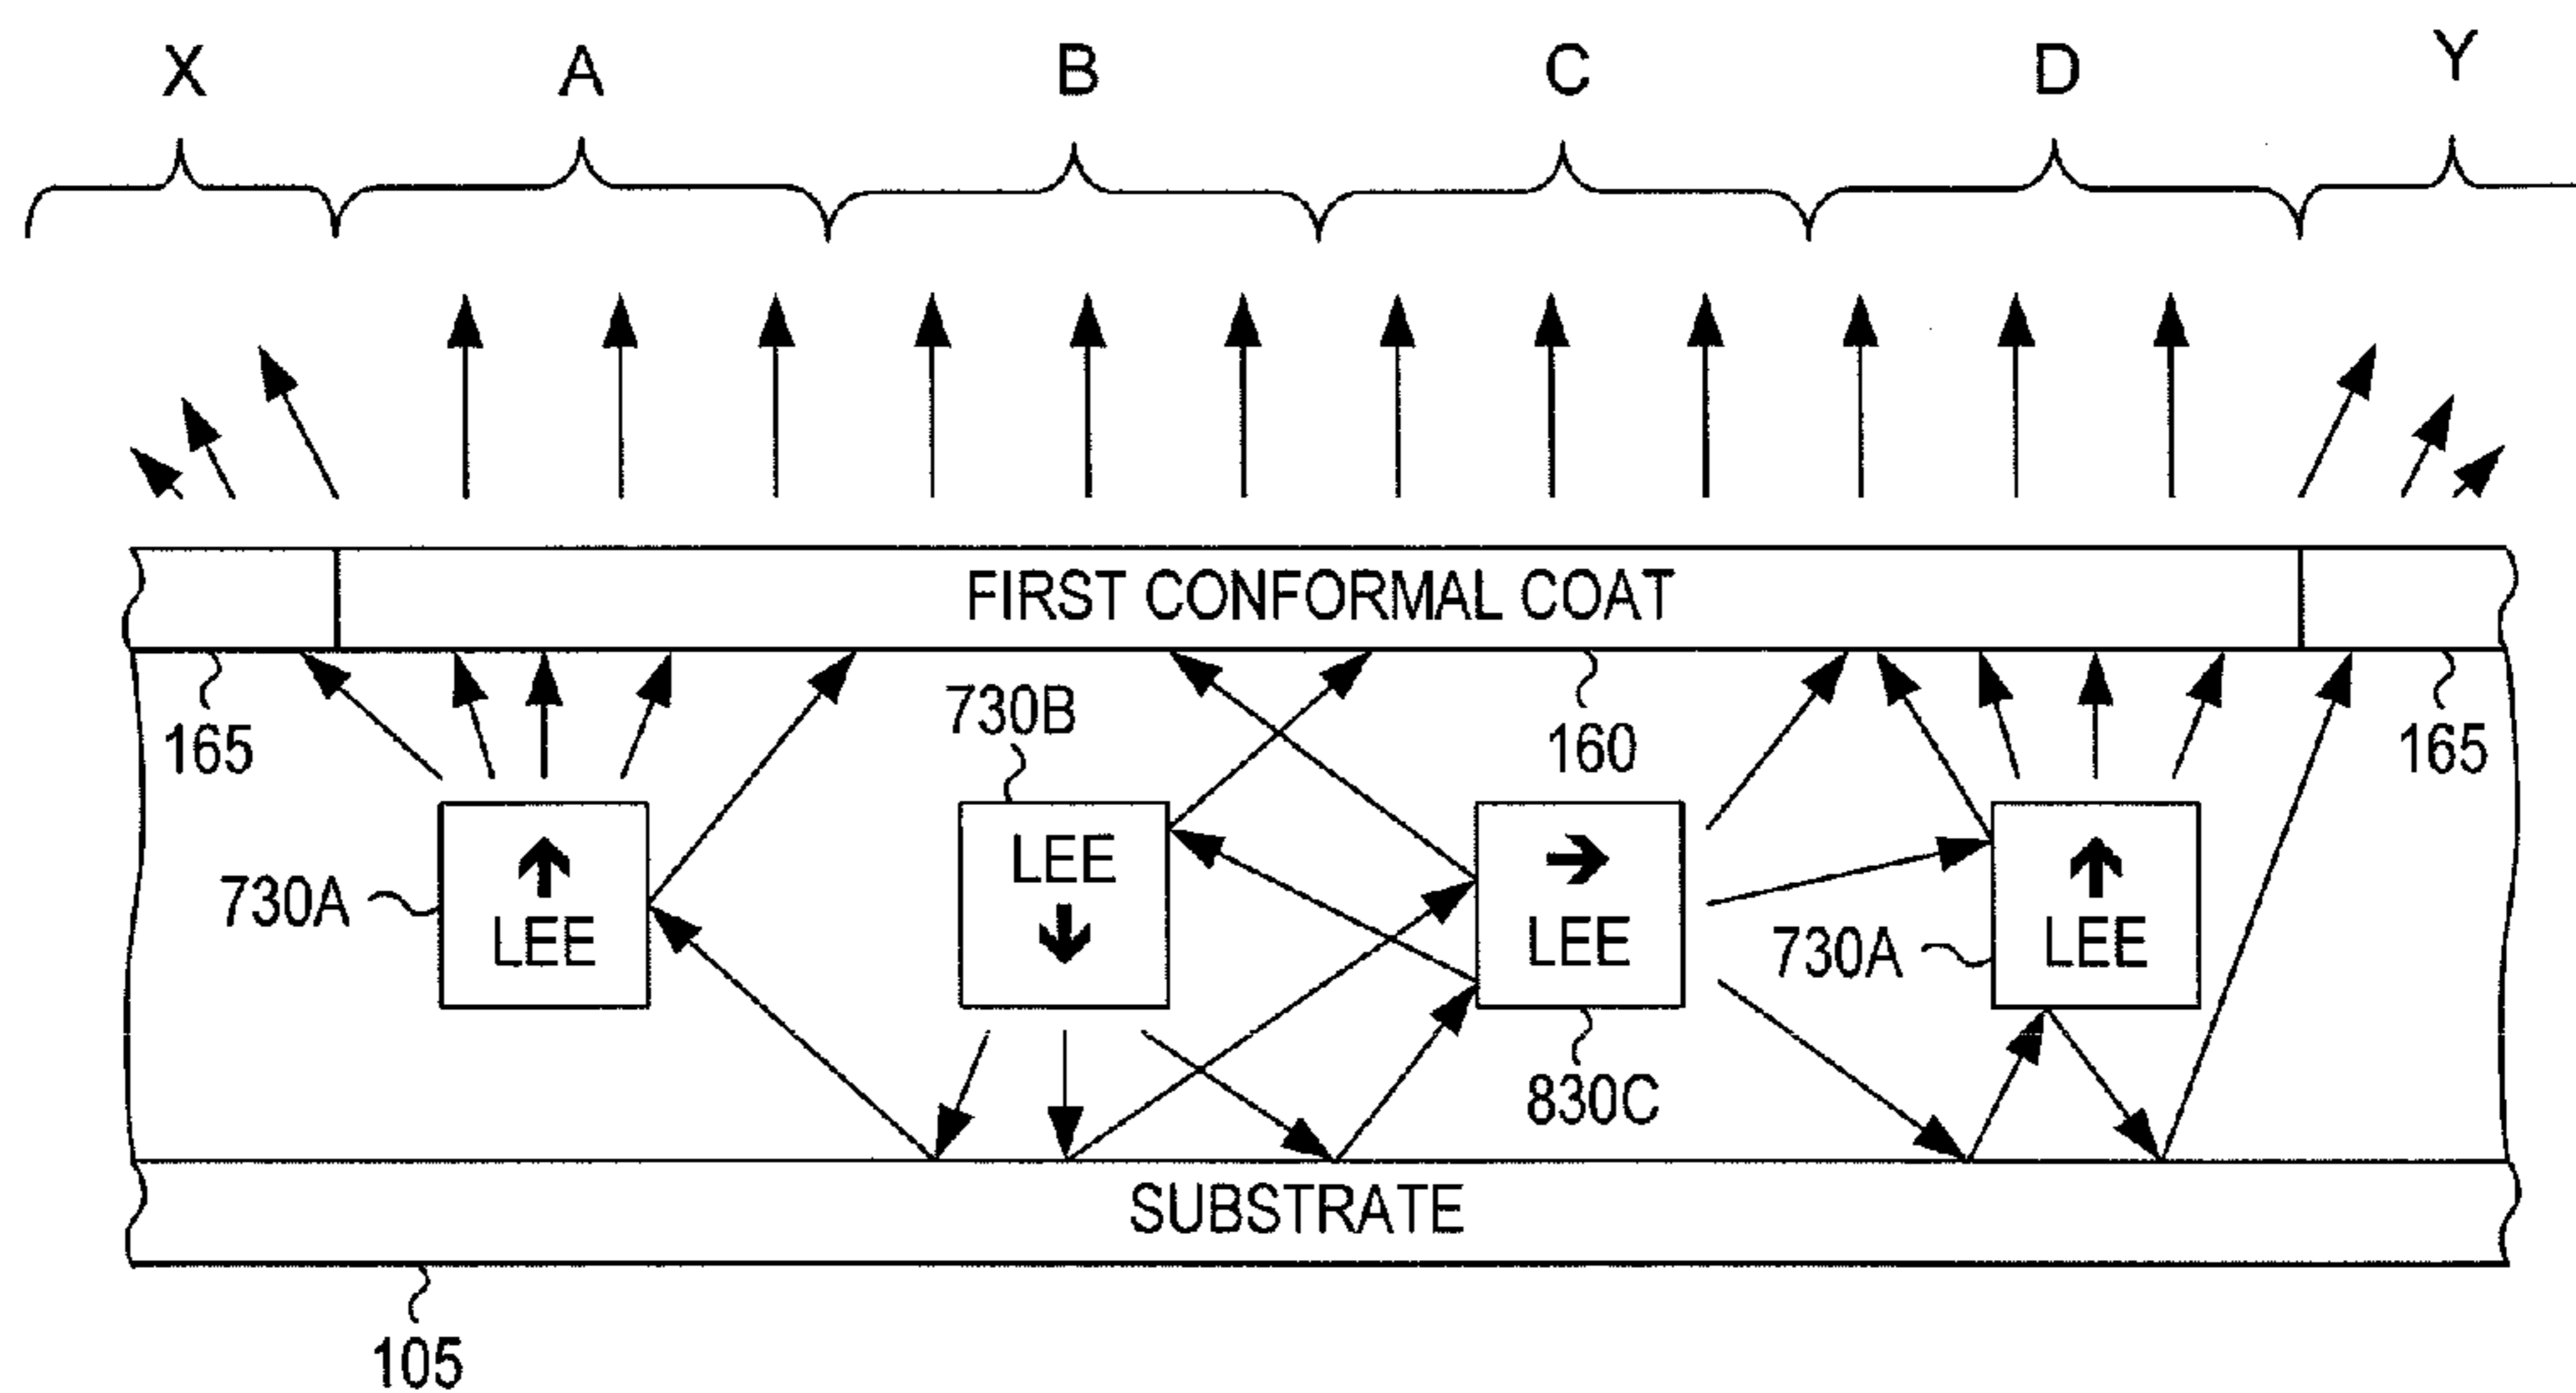 X A B C D Y
FIRST CONFORMAL COAT
165
730B
160
165
730A
↑
LEE
LEE
↓
→
LEE
730A
↑
LEE
830C
SUBSTRATE
105